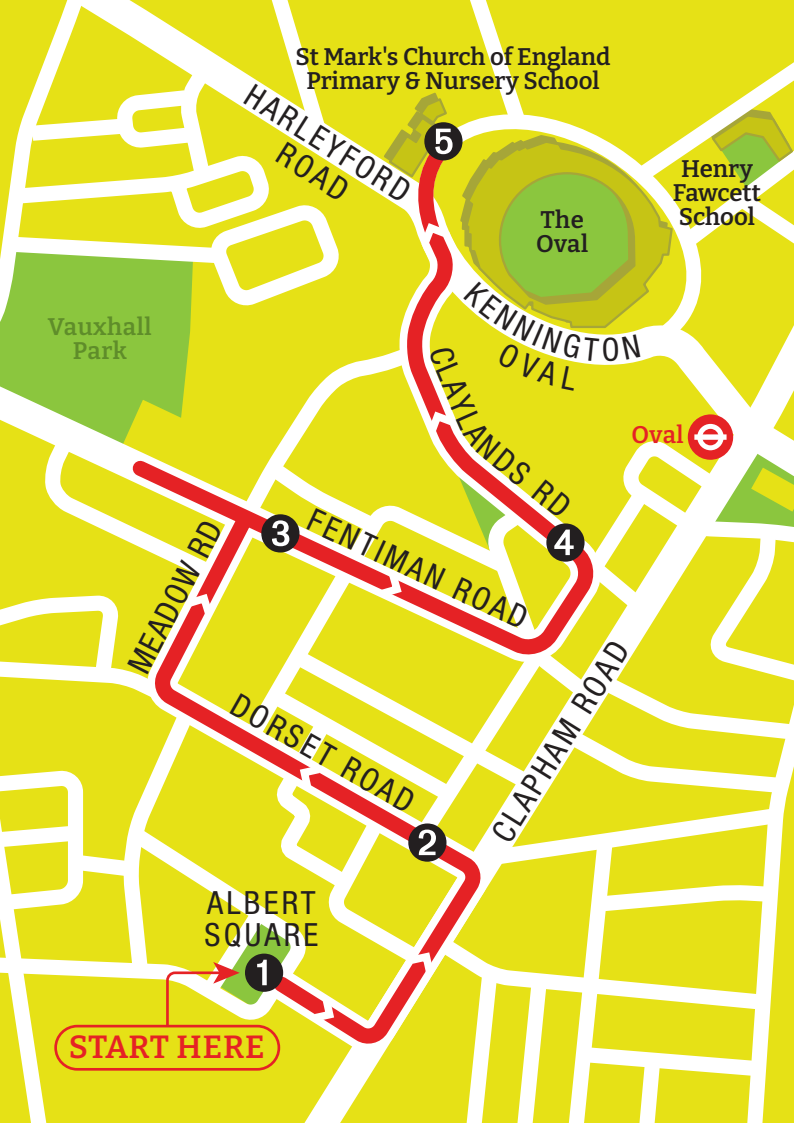 St Mark's Church of England
Primary & Nursery School
HARLEYFORD
ROAD
5
Henry
Fawcett
School
The
Oval
KENNINGTON
OVAL
Vauxhall
Park
CLAYLANDS RD
Oval
3
FENTIMAN ROAD
4
MEADOW RD
DORSET ROAD
CLAPHAM ROAD
2
ALBERT
SQUARE
1
START HERE